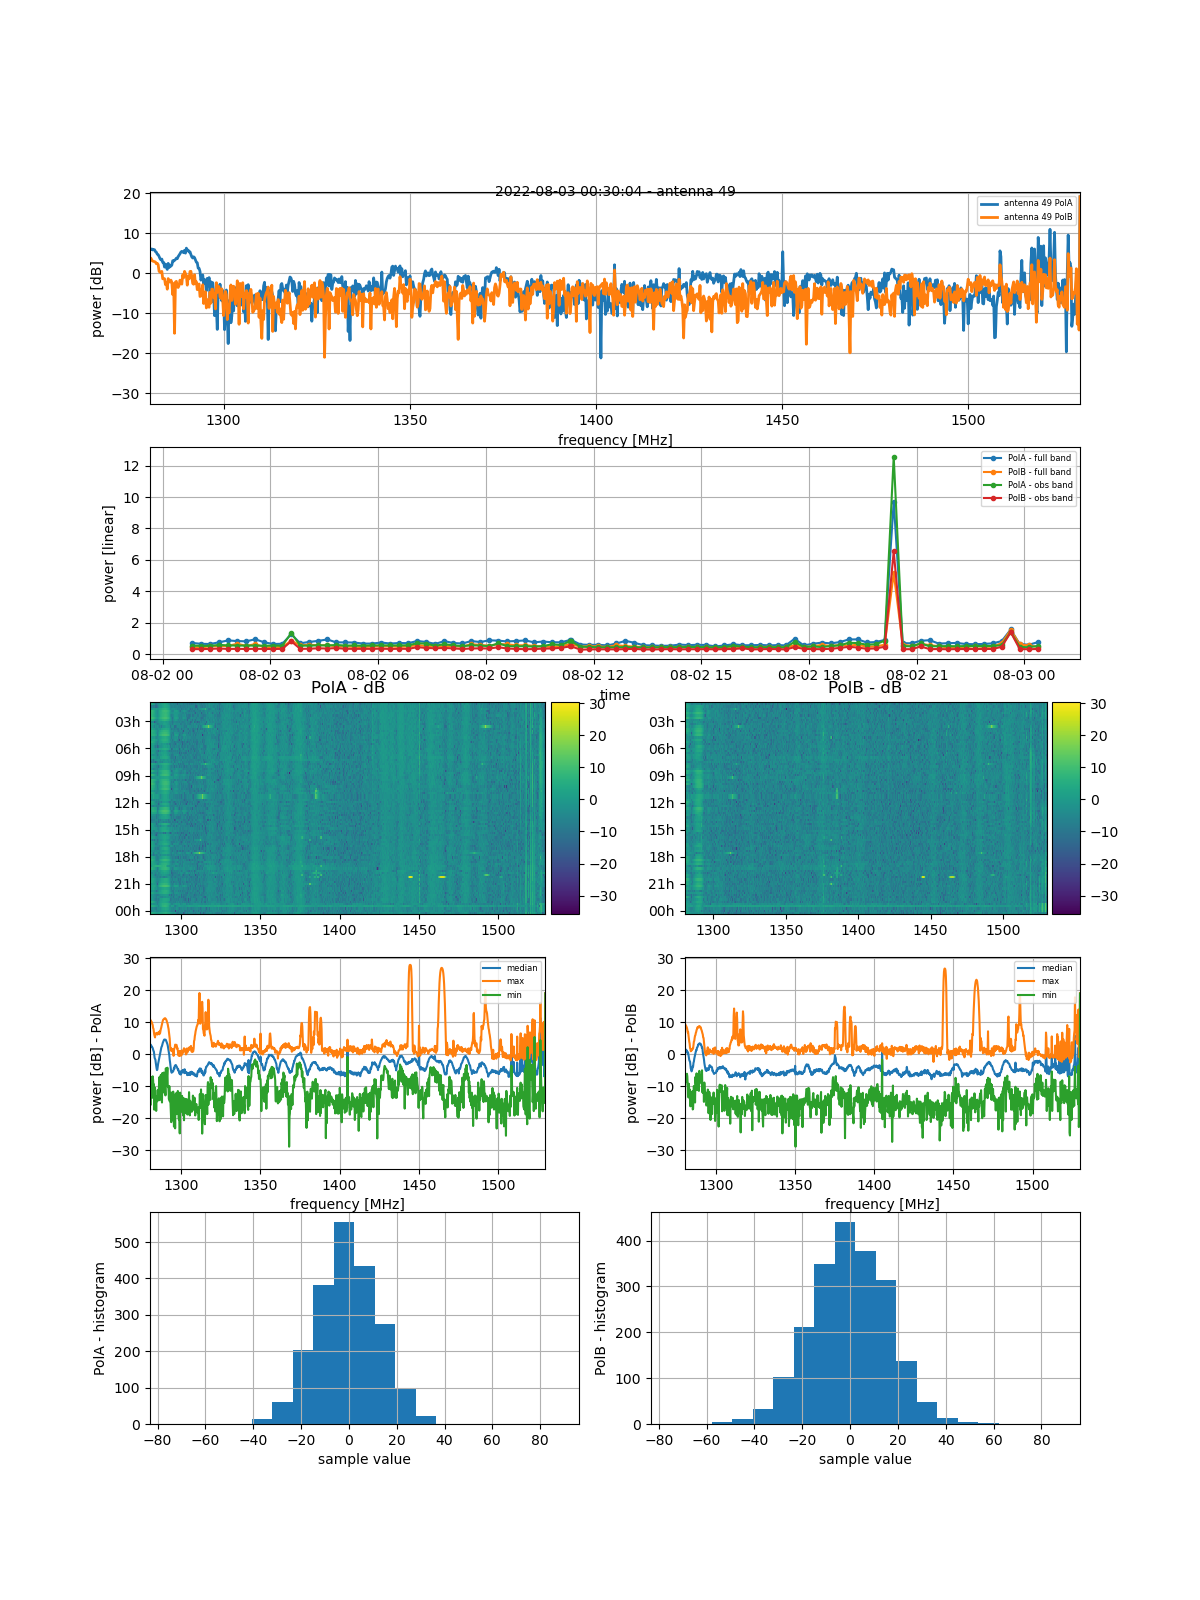 2022-08-03 00:30:04 - antenna 49
20
10
0
−10
−20
−30
power [dB]
antenna 49 PolA
antenna 49 PolB
1300 1350 1400 1450 1500
frequency [MHz]
12
10
8
6
4
2
0
power [linear]
PolA - full band
PolB - full band
PolA - obs band
PolB - obs band
08-02 00 08-02 03 08-02 06 08-02 09 08-02 12 08-02 15 08-02 18 08-02 21 08-03 00
time
PolA - dB
03h
06h
09h
12h
15h
18h
21h
00h
1300 1350 1400 1450 1500
30
20
10
0
−10
−20
−30
PolB - dB
03h
06h
09h
12h
15h
18h
21h
00h
1300 1350 1400 1450 1500
30
20
10
0
−10
−20
−30
30
20
10
0
−10
−20
−30
power [dB] - PolA
median
max
min
1300 1350 1400 1450 1500
frequency [MHz]
30
20
10
0
−10
−20
−30
power [dB] - PolB
median
max
min
1300 1350 1400 1450 1500
frequency [MHz]
500
400
300
200
100
0
PolA - histogram
−80 −60 −40 −20 0 20 40 60 80
sample value
400
300
200
100
0
PolB - histogram
−80 −60 −40 −20 0 20 40 60 80
sample value